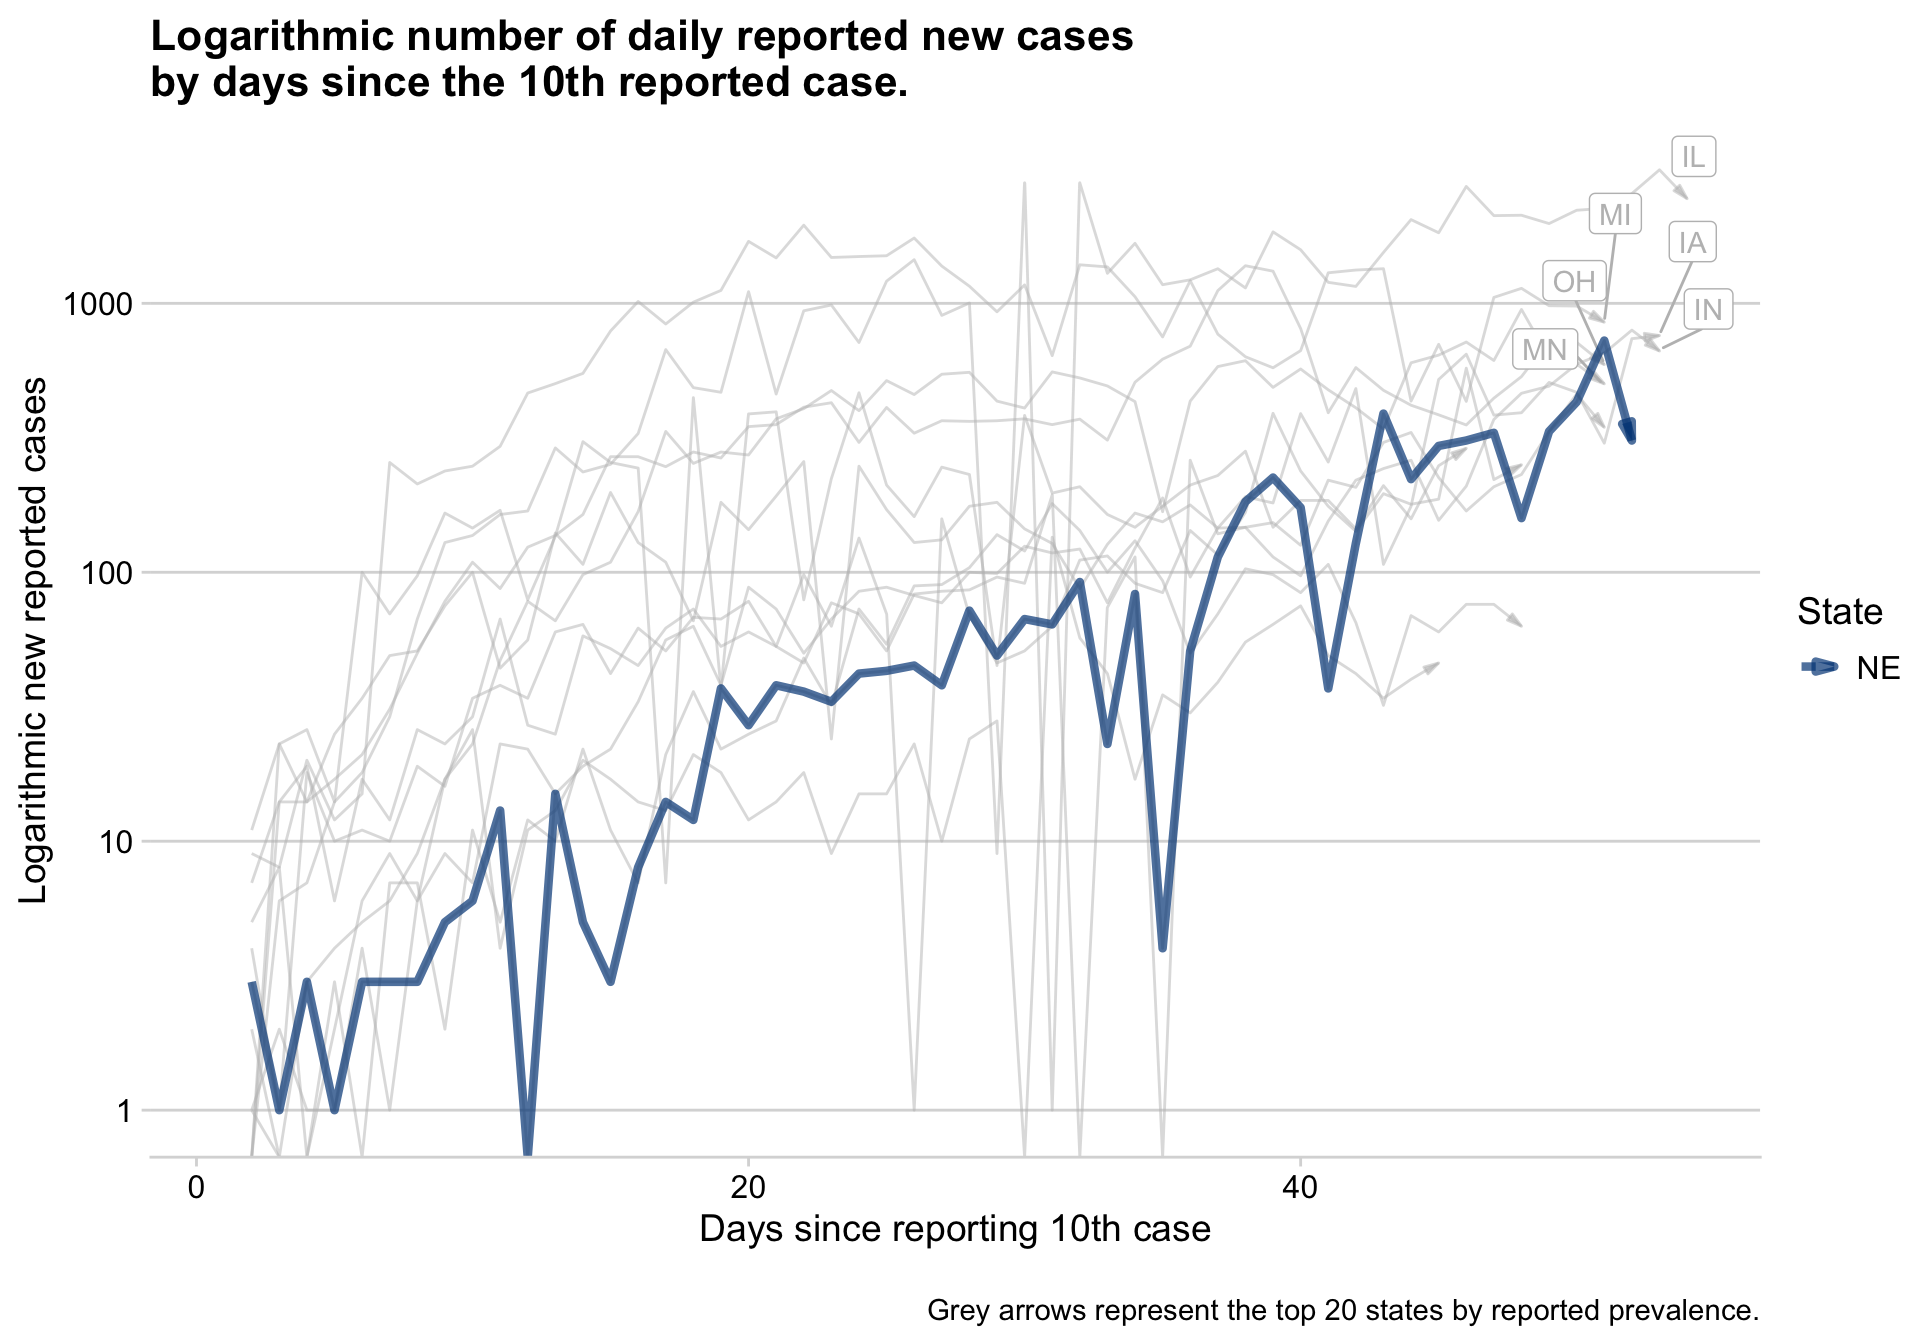 Logarithmic number of daily reported new cases
by days since the 10th reported case.
IL
MI
IA
OH
IN
MN
1000
100
10
1
Logarithmic new reported cases
0
20
40
Days since reporting 10th case
State
NE
Grey arrows represent the top 20 states by reported prevalence.